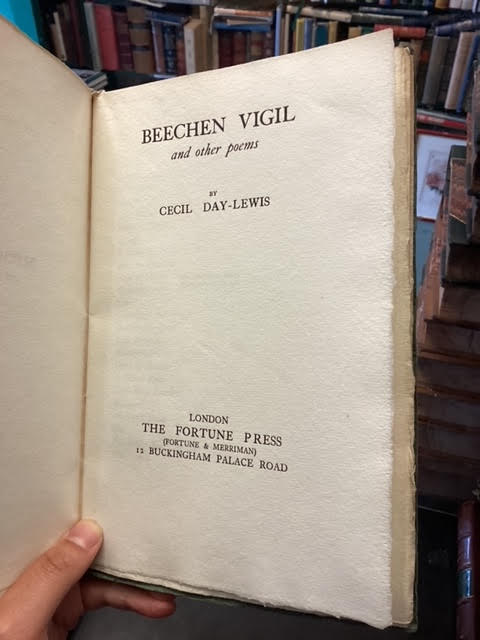 BEECHEN VIGIL
and other poems
BY
CECIL DAY-LEWIS
LONDON
THE FORTUNE PRESS
(FORTUNE & MERRIMAN)
12 BUCKINGHAM PALACE ROAD